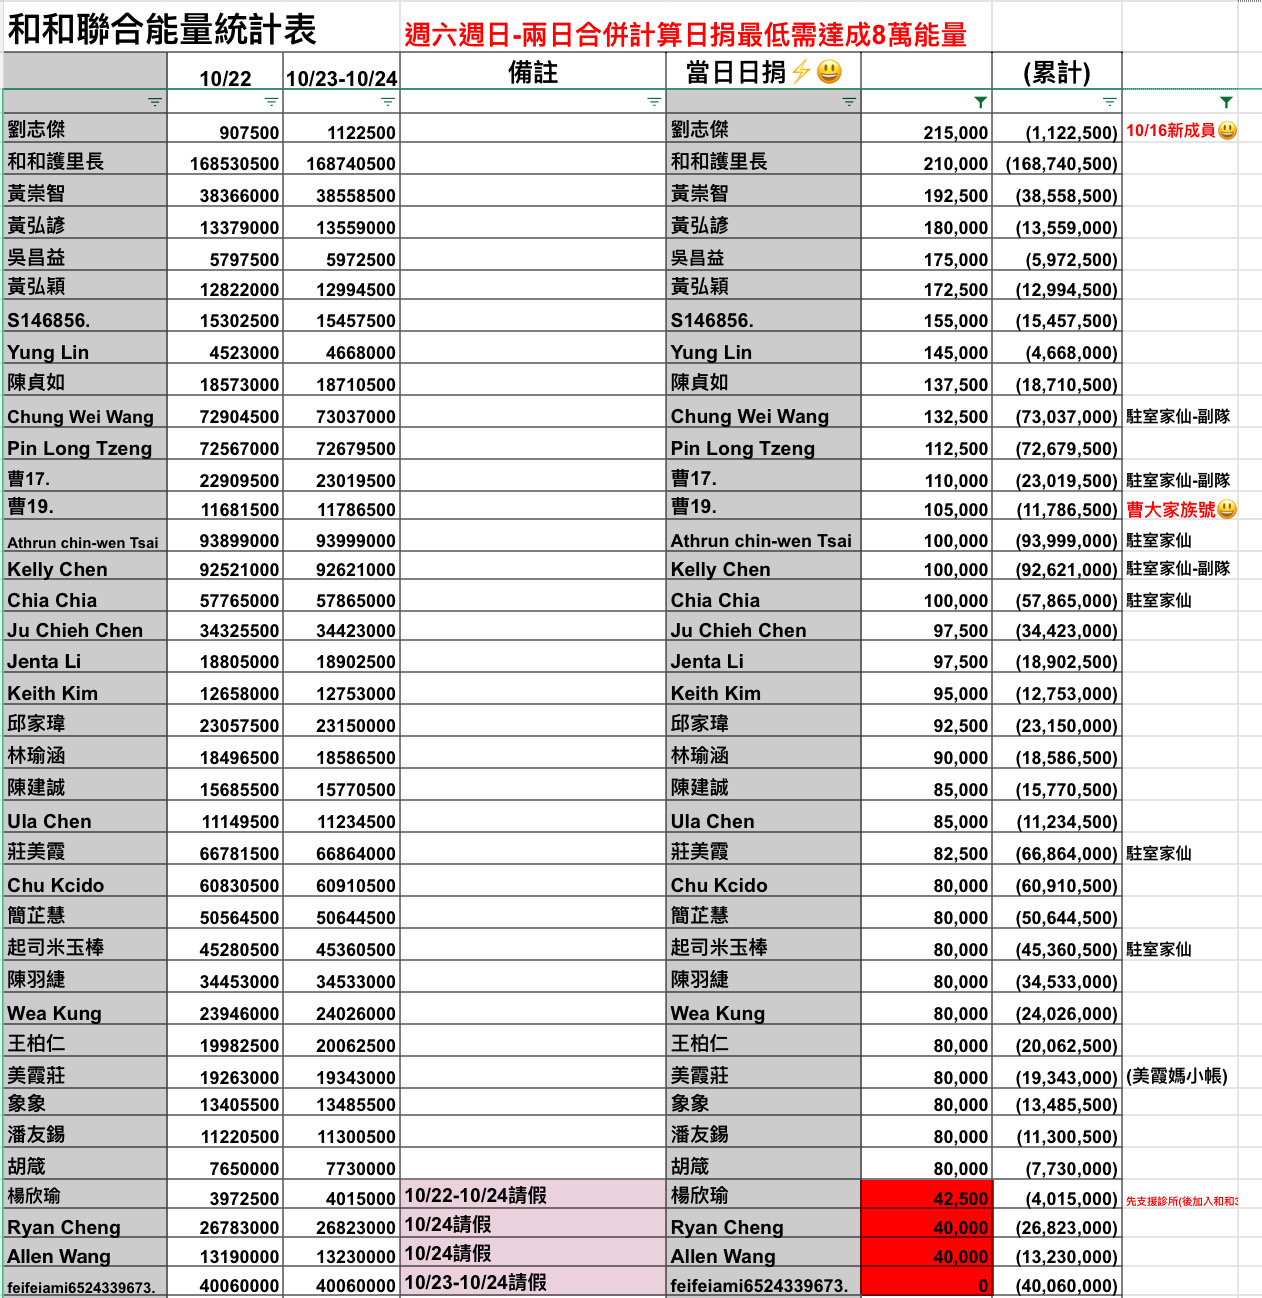 和和聯合能量統計表 週六週日-兩日合併計算日捐最低需達成8萬能量
10/22 10/23-10/24 備註 當日日捐⚡😃 (累計)
劉志傑 907500 1122500 劉志傑 215,000 (1,122,500) 10/16新成員😃
和和護里長 168530500 168740500 和和護里長 210,000 (168,740,500)
黃崇智 38366000 38558500 黃崇智 192,500 (38,558,500)
黃弘諺 13379000 13559000 黃弘諺 180,000 (13,559,000)
吳昌益 5797500 5972500 吳昌益 175,000 (5,972,500)
黃弘穎 12822000 12994500 黃弘穎 172,500 (12,994,500)
S146856. 15302500 15457500 S146856. 155,000 (15,457,500)
Yung Lin 4523000 4668000 Yung Lin 145,000 (4,668,000)
陳貞如 18573000 18710500 陳貞如 137,500 (18,710,500)
Chung Wei Wang 72904500 73037000 Chung Wei Wang 132,500 (73,037,000) 駐室家仙-副隊
Pin Long Tzeng 72567000 72679500 Pin Long Tzeng 112,500 (72,679,500)
曹17. 22909500 23019500 曹17. 110,000 (23,019,500) 駐室家仙-副隊
曹19. 11681500 11786500 曹19. 105,000 (11,786,500) 曹大家族號😃
Athrun chin-wen Tsai 93899000 93999000 Athrun chin-wen Tsai 100,000 (93,999,000) 駐室家仙
Kelly Chen 92521000 92621000 Kelly Chen 100,000 (92,621,000) 駐室家仙-副隊
Chia Chia 57765000 57865000 Chia Chia 100,000 (57,865,000) 駐室家仙
Ju Chieh Chen 34325500 34423000 Ju Chieh Chen 97,500 (34,423,000)
Jenta Li 18805000 18902500 Jenta Li 97,500 (18,902,500)
Keith Kim 12658000 12753000 Keith Kim 95,000 (12,753,000)
邱家瑋 23057500 23150000 邱家瑋 92,500 (23,150,000)
林瑜涵 18496500 18586500 林瑜涵 90,000 (18,586,500)
陳建誠 15685500 15770500 陳建誠 85,000 (15,770,500)
Ula Chen 11149500 11234500 Ula Chen 85,000 (11,234,500)
莊美霞 66781500 66864000 莊美霞 82,500 (66,864,000) 駐室家仙
Chu Kcido 60830500 60910500 Chu Kcido 80,000 (60,910,500)
簡芷慧 50564500 50644500 簡芷慧 80,000 (50,644,500)
起司米玉棒 45280500 45360500 起司米玉棒 80,000 (45,360,500) 駐室家仙
陳羽緁 34453000 34533000 陳羽緁 80,000 (34,533,000)
Wea Kung 23946000 24026000 Wea Kung 80,000 (24,026,000)
王柏仁 19982500 20062500 王柏仁 80,000 (20,062,500)
美霞莊 19263000 19343000 美霞莊 80,000 (19,343,000) (美霞媽小帳)
象象 13405500 13485500 象象 80,000 (13,485,500)
潘友錫 11220500 11300500 潘友錫 80,000 (11,300,500)
胡箴 7650000 7730000 胡箴 80,000 (7,730,000)
楊欣瑜 3972500 4015000 10/22-10/24請假 楊欣瑜 42,500 (4,015,000) 先支援診所(後加入和和3
Ryan Cheng 26783000 26823000 10/24請假 Ryan Cheng 40,000 (26,823,000)
Allen Wang 13190000 13230000 10/24請假 Allen Wang 40,000 (13,230,000)
feifeiami6524339673. 40060000 40060000 10/23-10/24請假 feifeiami6524339673. 0 (40,060,000)